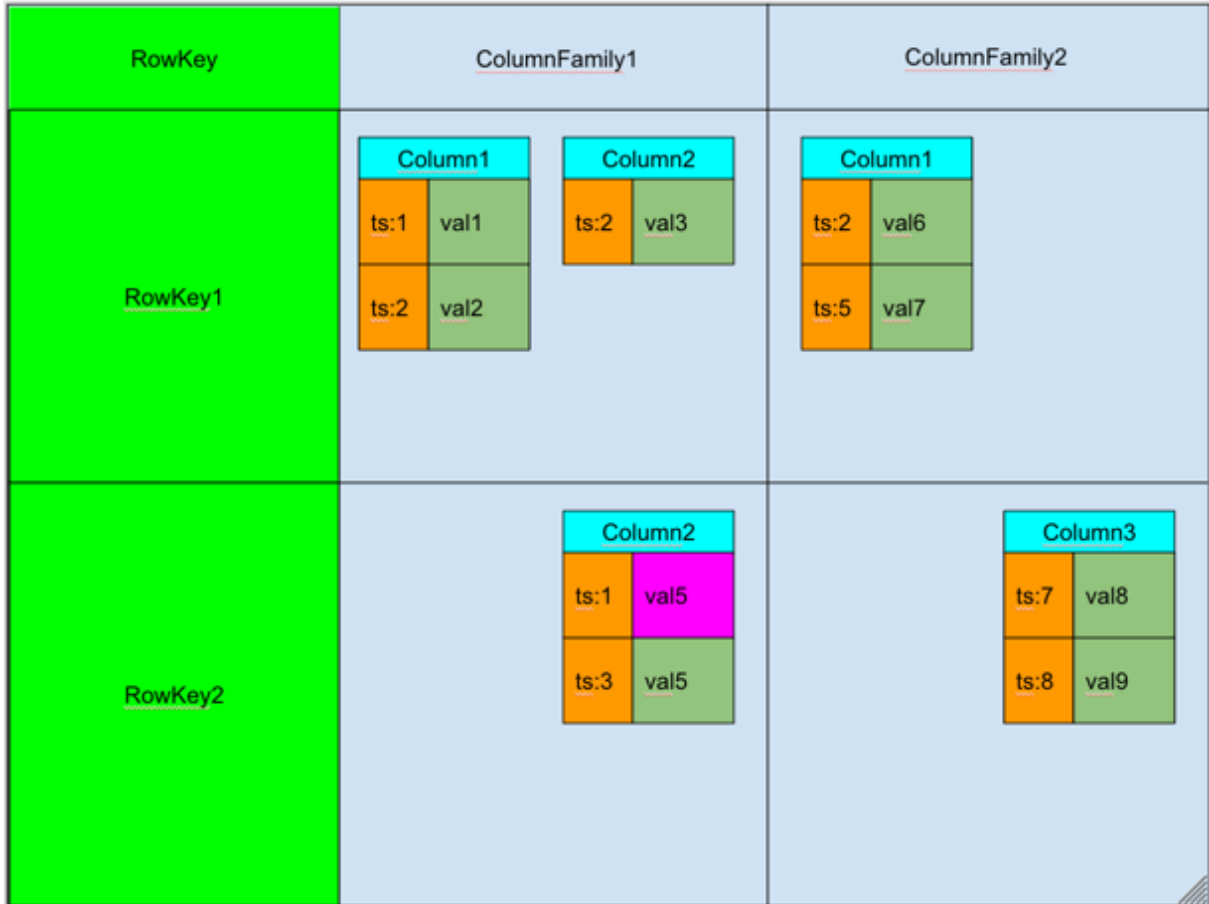 RowKey ColumnFamily1 ColumnFamily2
RowKey1
Column1 Column2 Column1
ts:1 val1 ts:2 val3 ts:2 val6
ts:2 val2 ts:5 val7
RowKey2
Column2 Column3
ts:1 val5 ts:7 val8
ts:3 val5 ts:8 val9